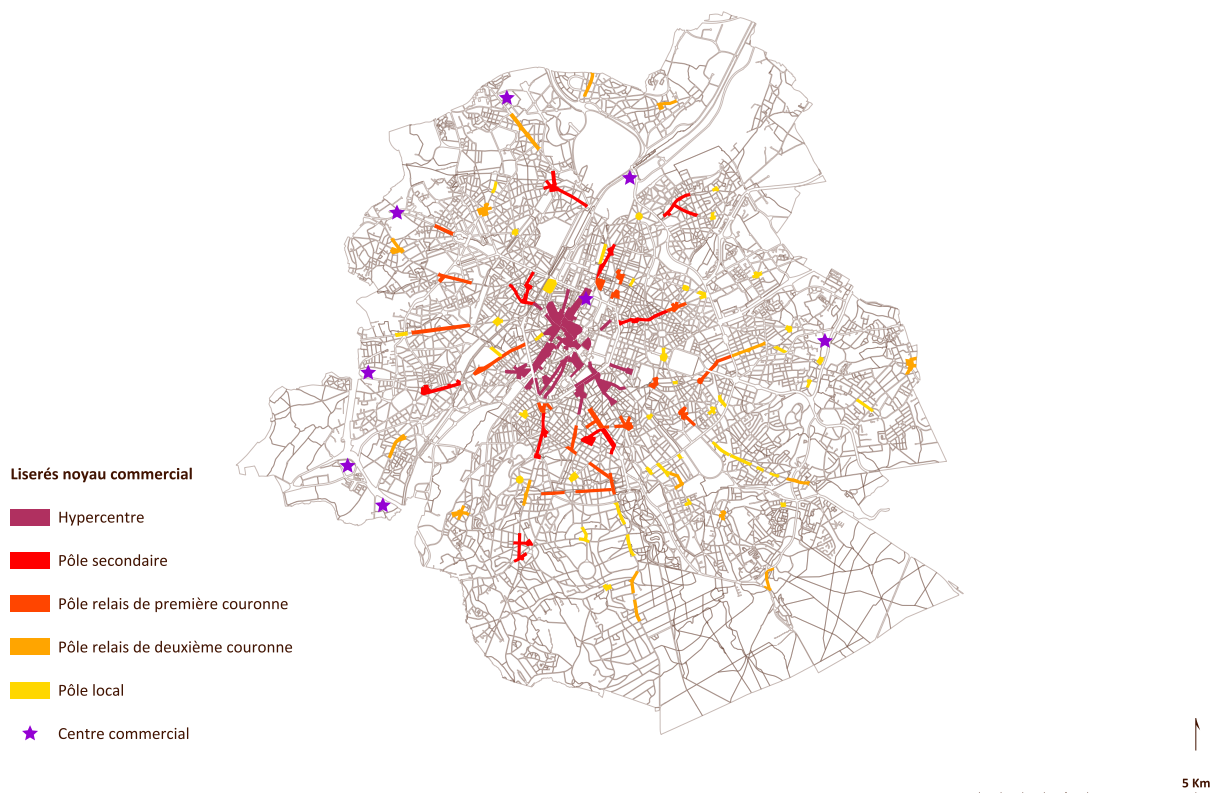 Liserés noyau commercial
Hypercentre
Pôle secondaire
Pôle relais de première couronne
Pôle relais de deuxième couronne
Pôle local
Centre commercial
5 Km